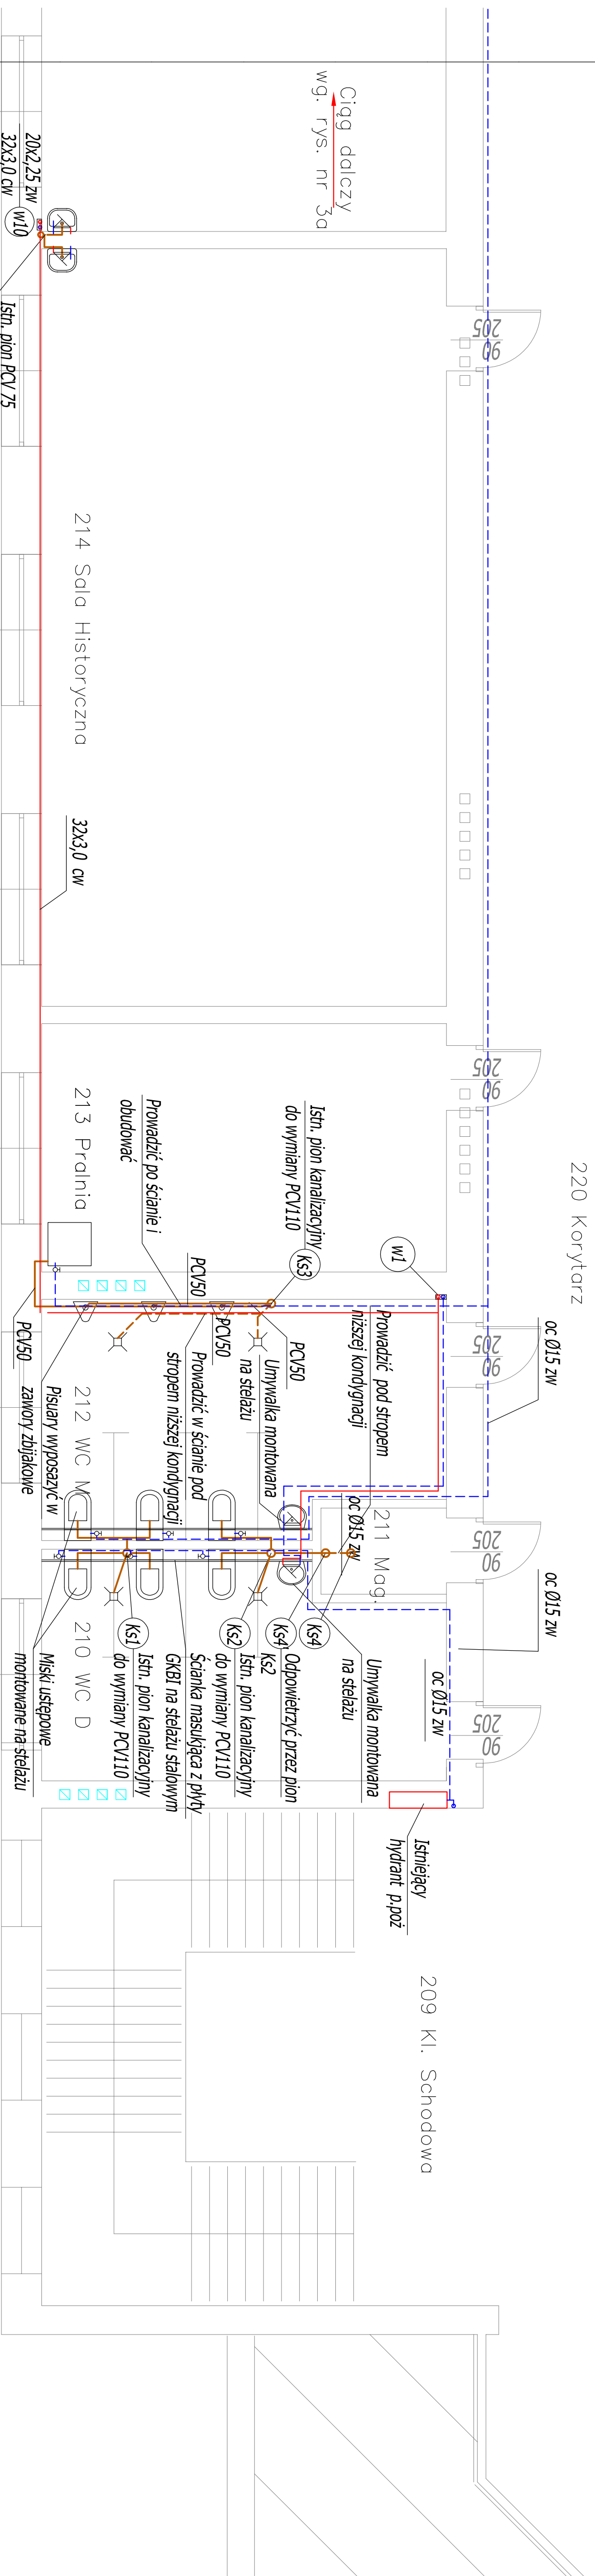 Ciąg dalczy
wg. rys. nr 3a
20x2,25 zw
32x3,0 cw
w10
Istn. pion PCV 75
90
205
214 Sala Historyczna
32x3,0 cw
90
205
220 Korytarz
213 Pralnia
Prowadzić po ścianie i
obudować
Istn. pion kanalizacyjny
do wymiany PCV110
Ks3
w1
oc Ø15 zw
90
205
PCV50
PCV50
PCV50
PCV50
Prowadzić pod stropem
niższej kondygnacji
Umywalka montowana
na stelażu
Prowadzić w ścianie pod
stropem niższej kondygnacji
Pisuary wyposażyć w
zawory zbijakowe
212 WC M
oc Ø15 zw
211 Mag.
90
205
oc Ø15 zw
Ks4
Ks4
Odpowietrzyć przez pion
Ks2
Ks2
Istn. pion kanalizacyjny
do wymiany PCV110
Ks1
Istn. pion kanalizacyjny
do wymiany PCV110
Ścianka masukjąca z płyty
GKBI na stelażu stalowym
210 WC D
Miski ustępowe
montowane na stelażu
Umywalka montowana
na stelażu
oc Ø15 zw
90
205
Istniejący
hydrant p.poż
209 Kl. Schodowa